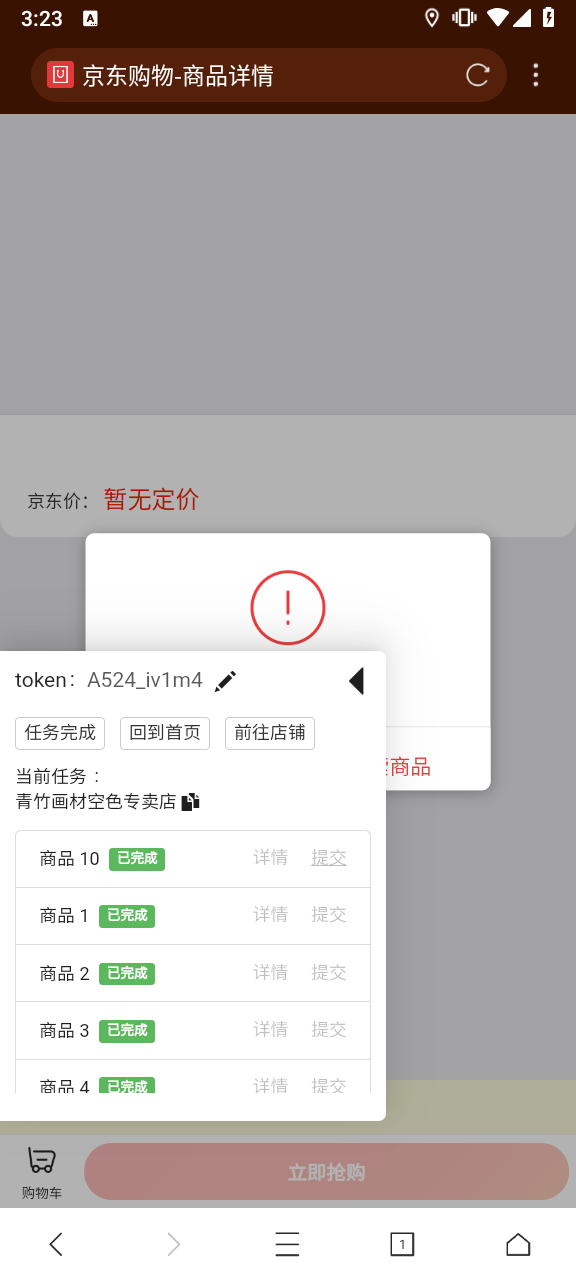 3:23
A
京东购物-商品详情
京东价： 暂无定价
token： A524_iv1m4
任务完成 回到首页 前往店铺
当前任务 ：
青竹画材空色专卖店
商品
商品 10 已完成 详情 提交
商品 1 已完成 详情 提交
商品 2 已完成 详情 提交
商品 3 已完成 详情 提交
商品 4 已完成 详情 提交
立即抢购
购物车
1